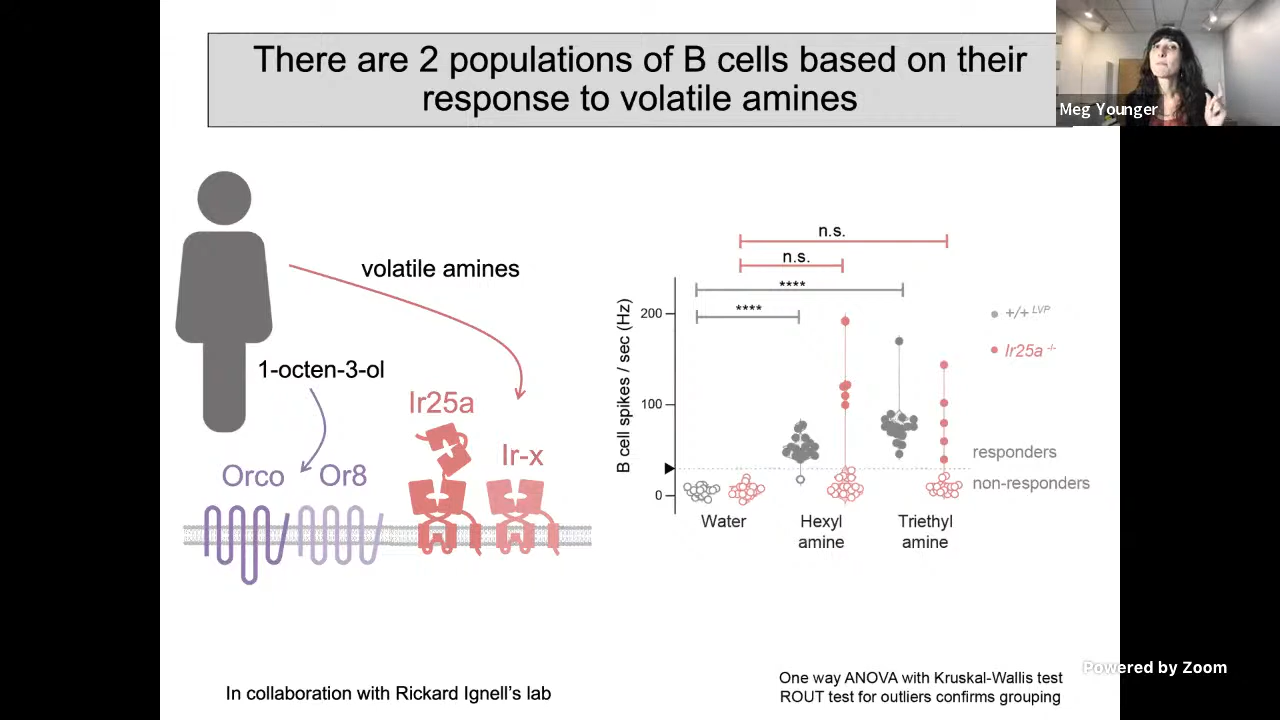 There are 2 populations of B cells based on their
response to volatile amines
Meg Younger
volatile amines
1-octen-3-ol
Ir25a
Ir-x
Orco
Or8
n.s.
n.s.
****
****
B cell spikes / sec (Hz)
200
100
0
+/+ LVP
Ir25a -/-
responders
non-responders
Water
Hexyl
amine
Triethyl
amine
In collaboration with Rickard Ignell's lab
One way ANOVA with Kruskal-Wallis test
ROUT test for outliers confirms grouping
Powered by Zoom